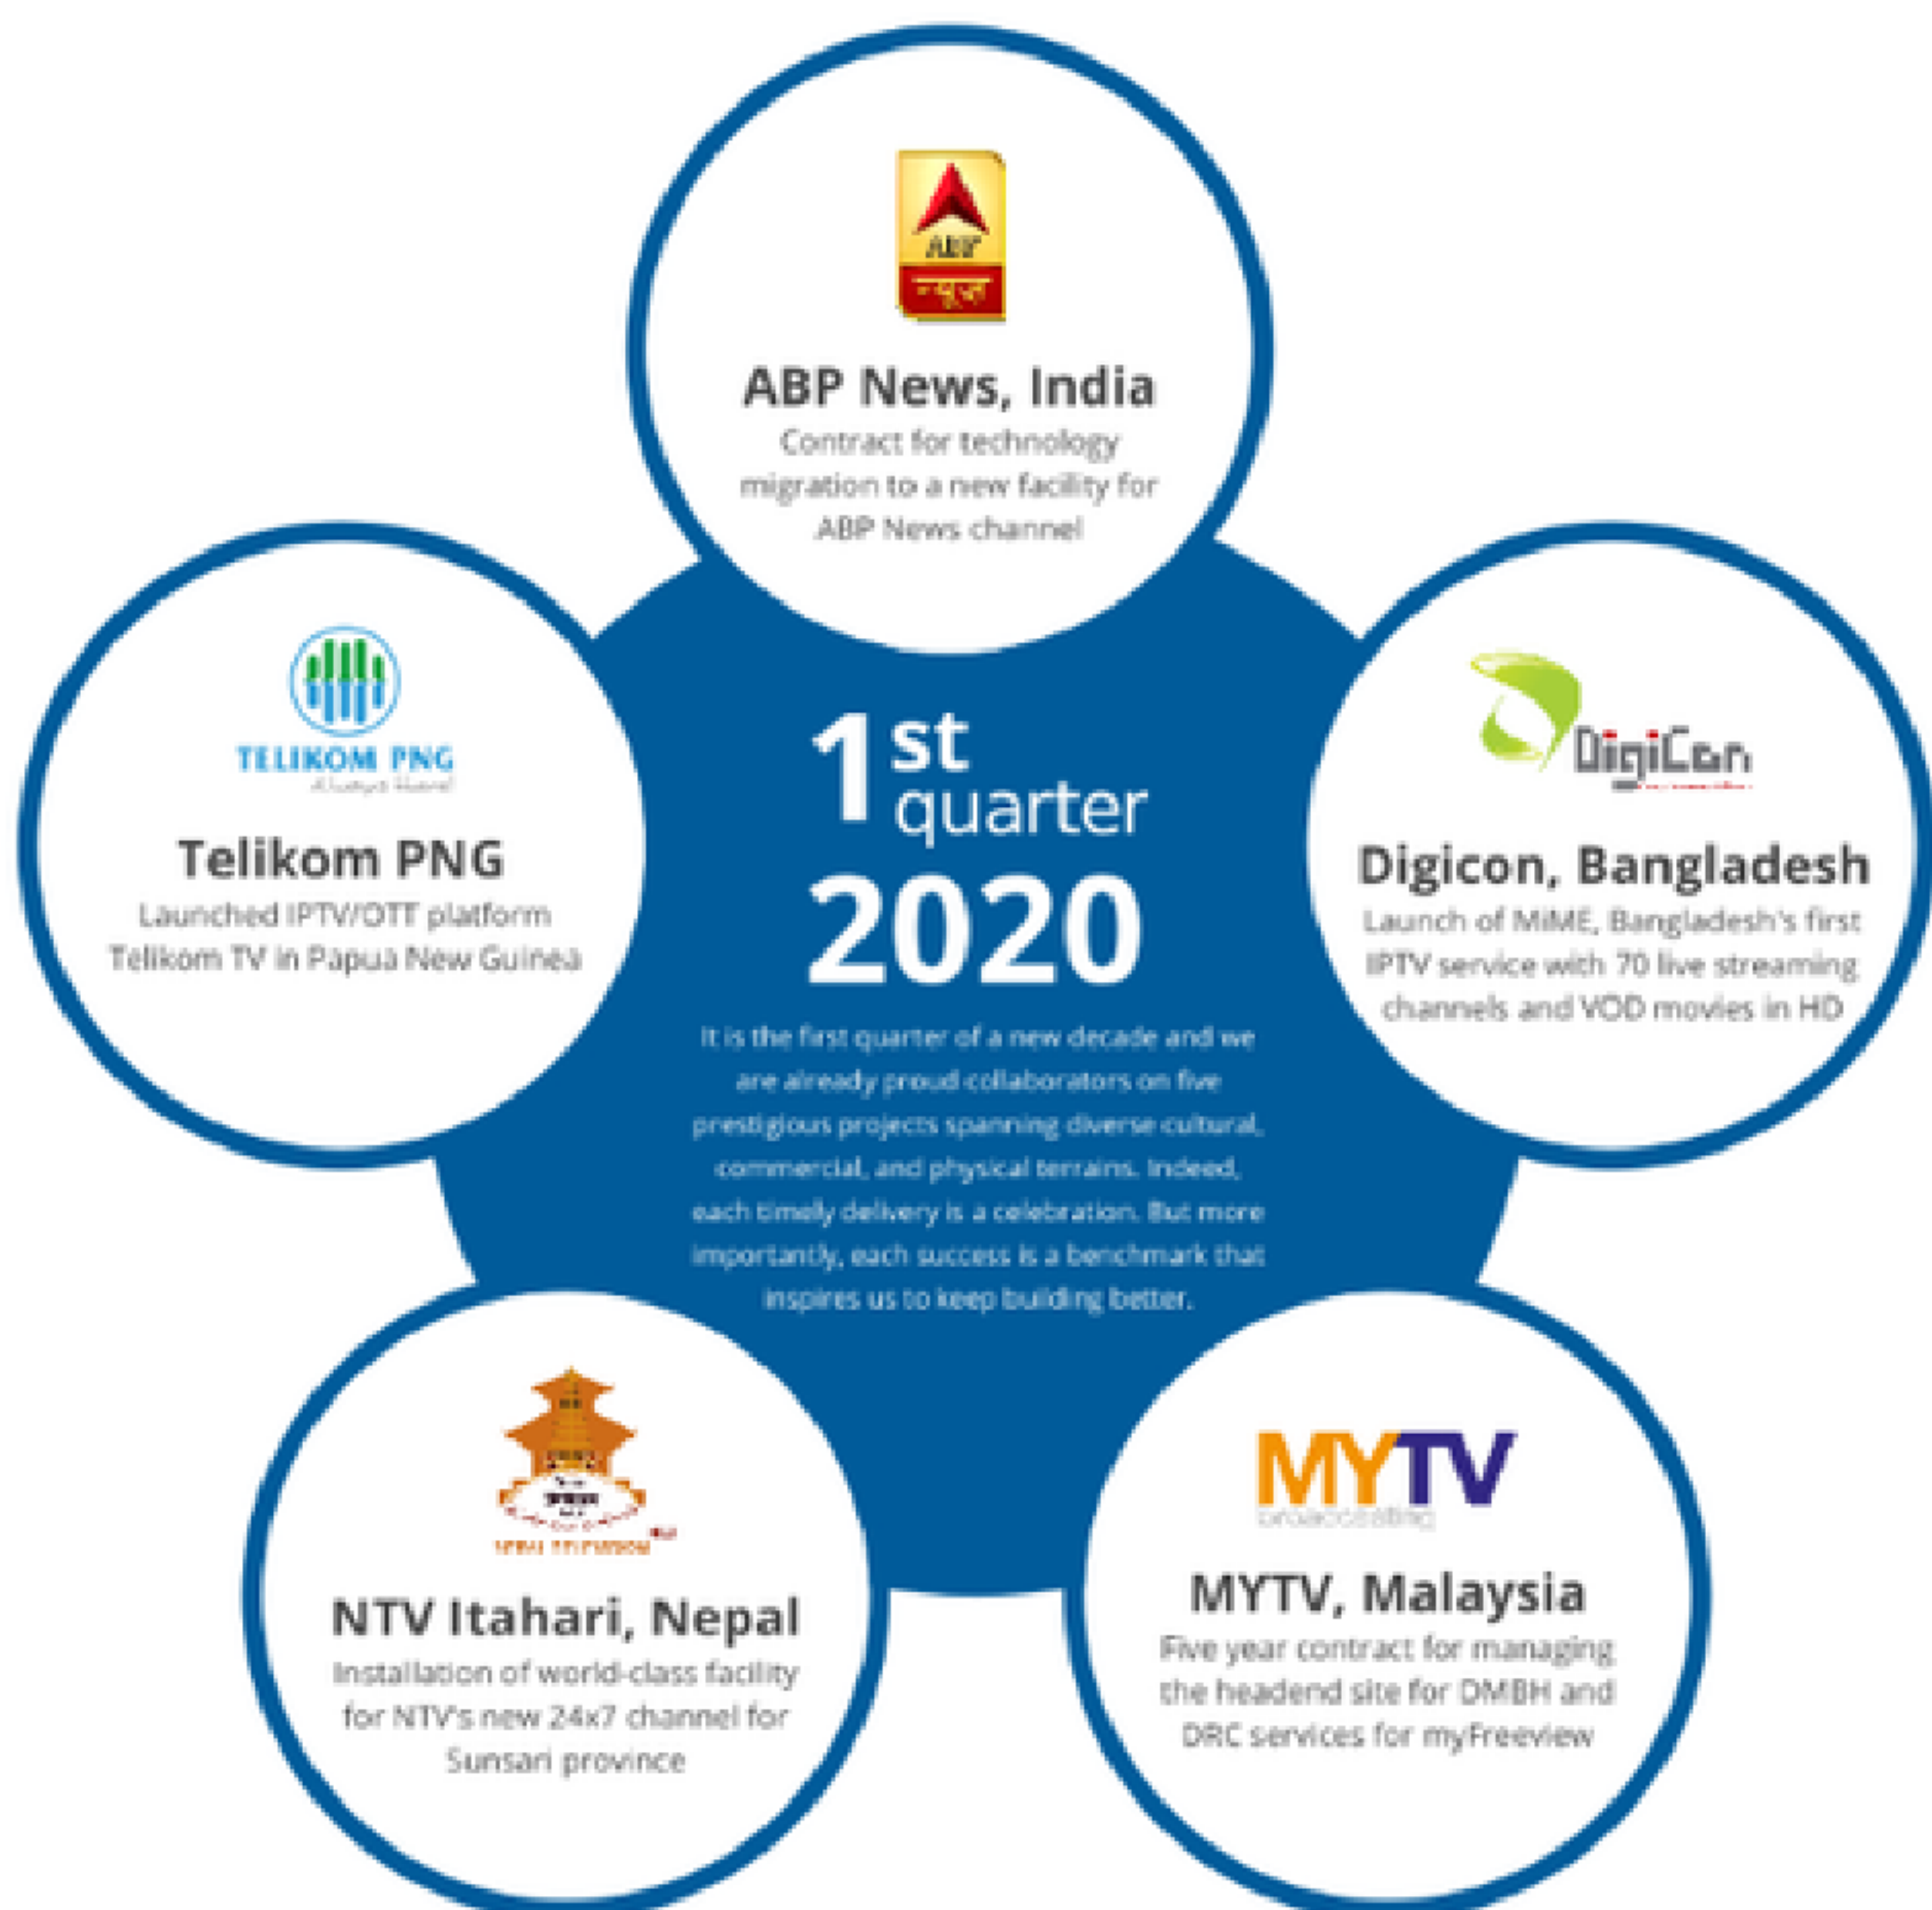 ABP
न्यूज़
ABP News, India
Contract for technology
migration to a new facility for
ABP News channel
TELIKOM PNG
Telikom PNG
Launched IPTV/OTT platform
Telikom TV in Papua New Guinea
1st
quarter
2020
It is the first quarter of a new decade and we
are already proud collaborators on five
prestigious projects spanning diverse cultural,
commercial, and physical terrains. Indeed,
each timely delivery is a celebration. But more
importantly, each success is a benchmark that
inspires us to keep building better.
DigiCon
Digicon, Bangladesh
Launch of MiME, Bangladesh's first
IPTV service with 70 live streaming
channels and VOD movies in HD
NEPAL TELEVISION
NTV Itahari, Nepal
Installation of world-class facility
for NTV's new 24x7 channel for
Sunsari province
MYTV
broadcasting
MYTV, Malaysia
Five year contract for managing
the headend site for DMBH and
DRC services for myFreeview